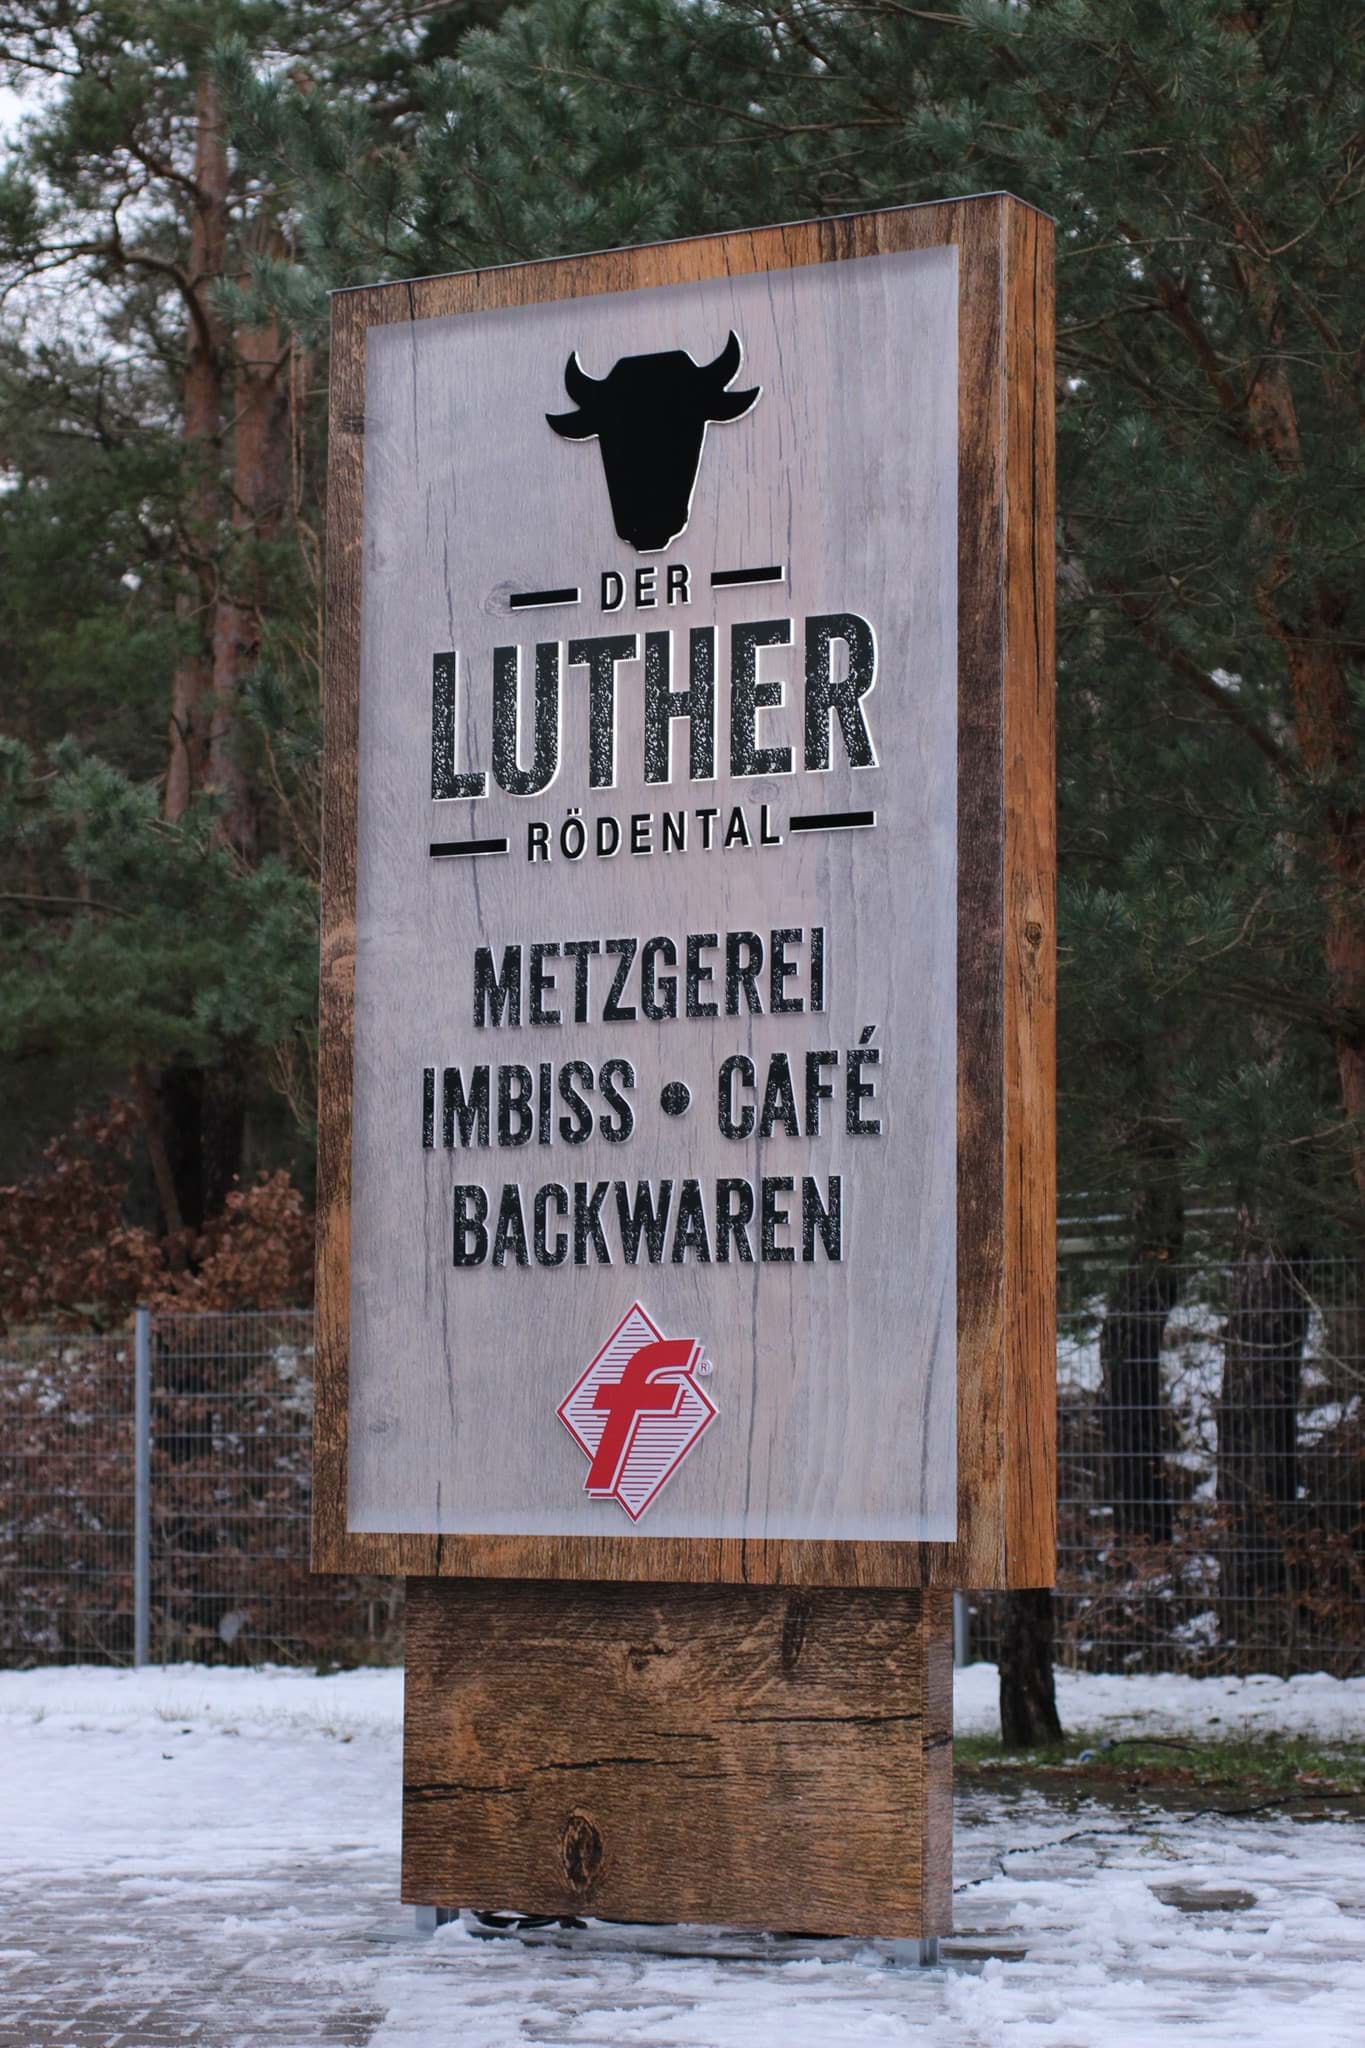 DER
LUTHER
RÖDENTAL
METZGEREI
IMBISS • CAFÉ
BACKWAREN
f®